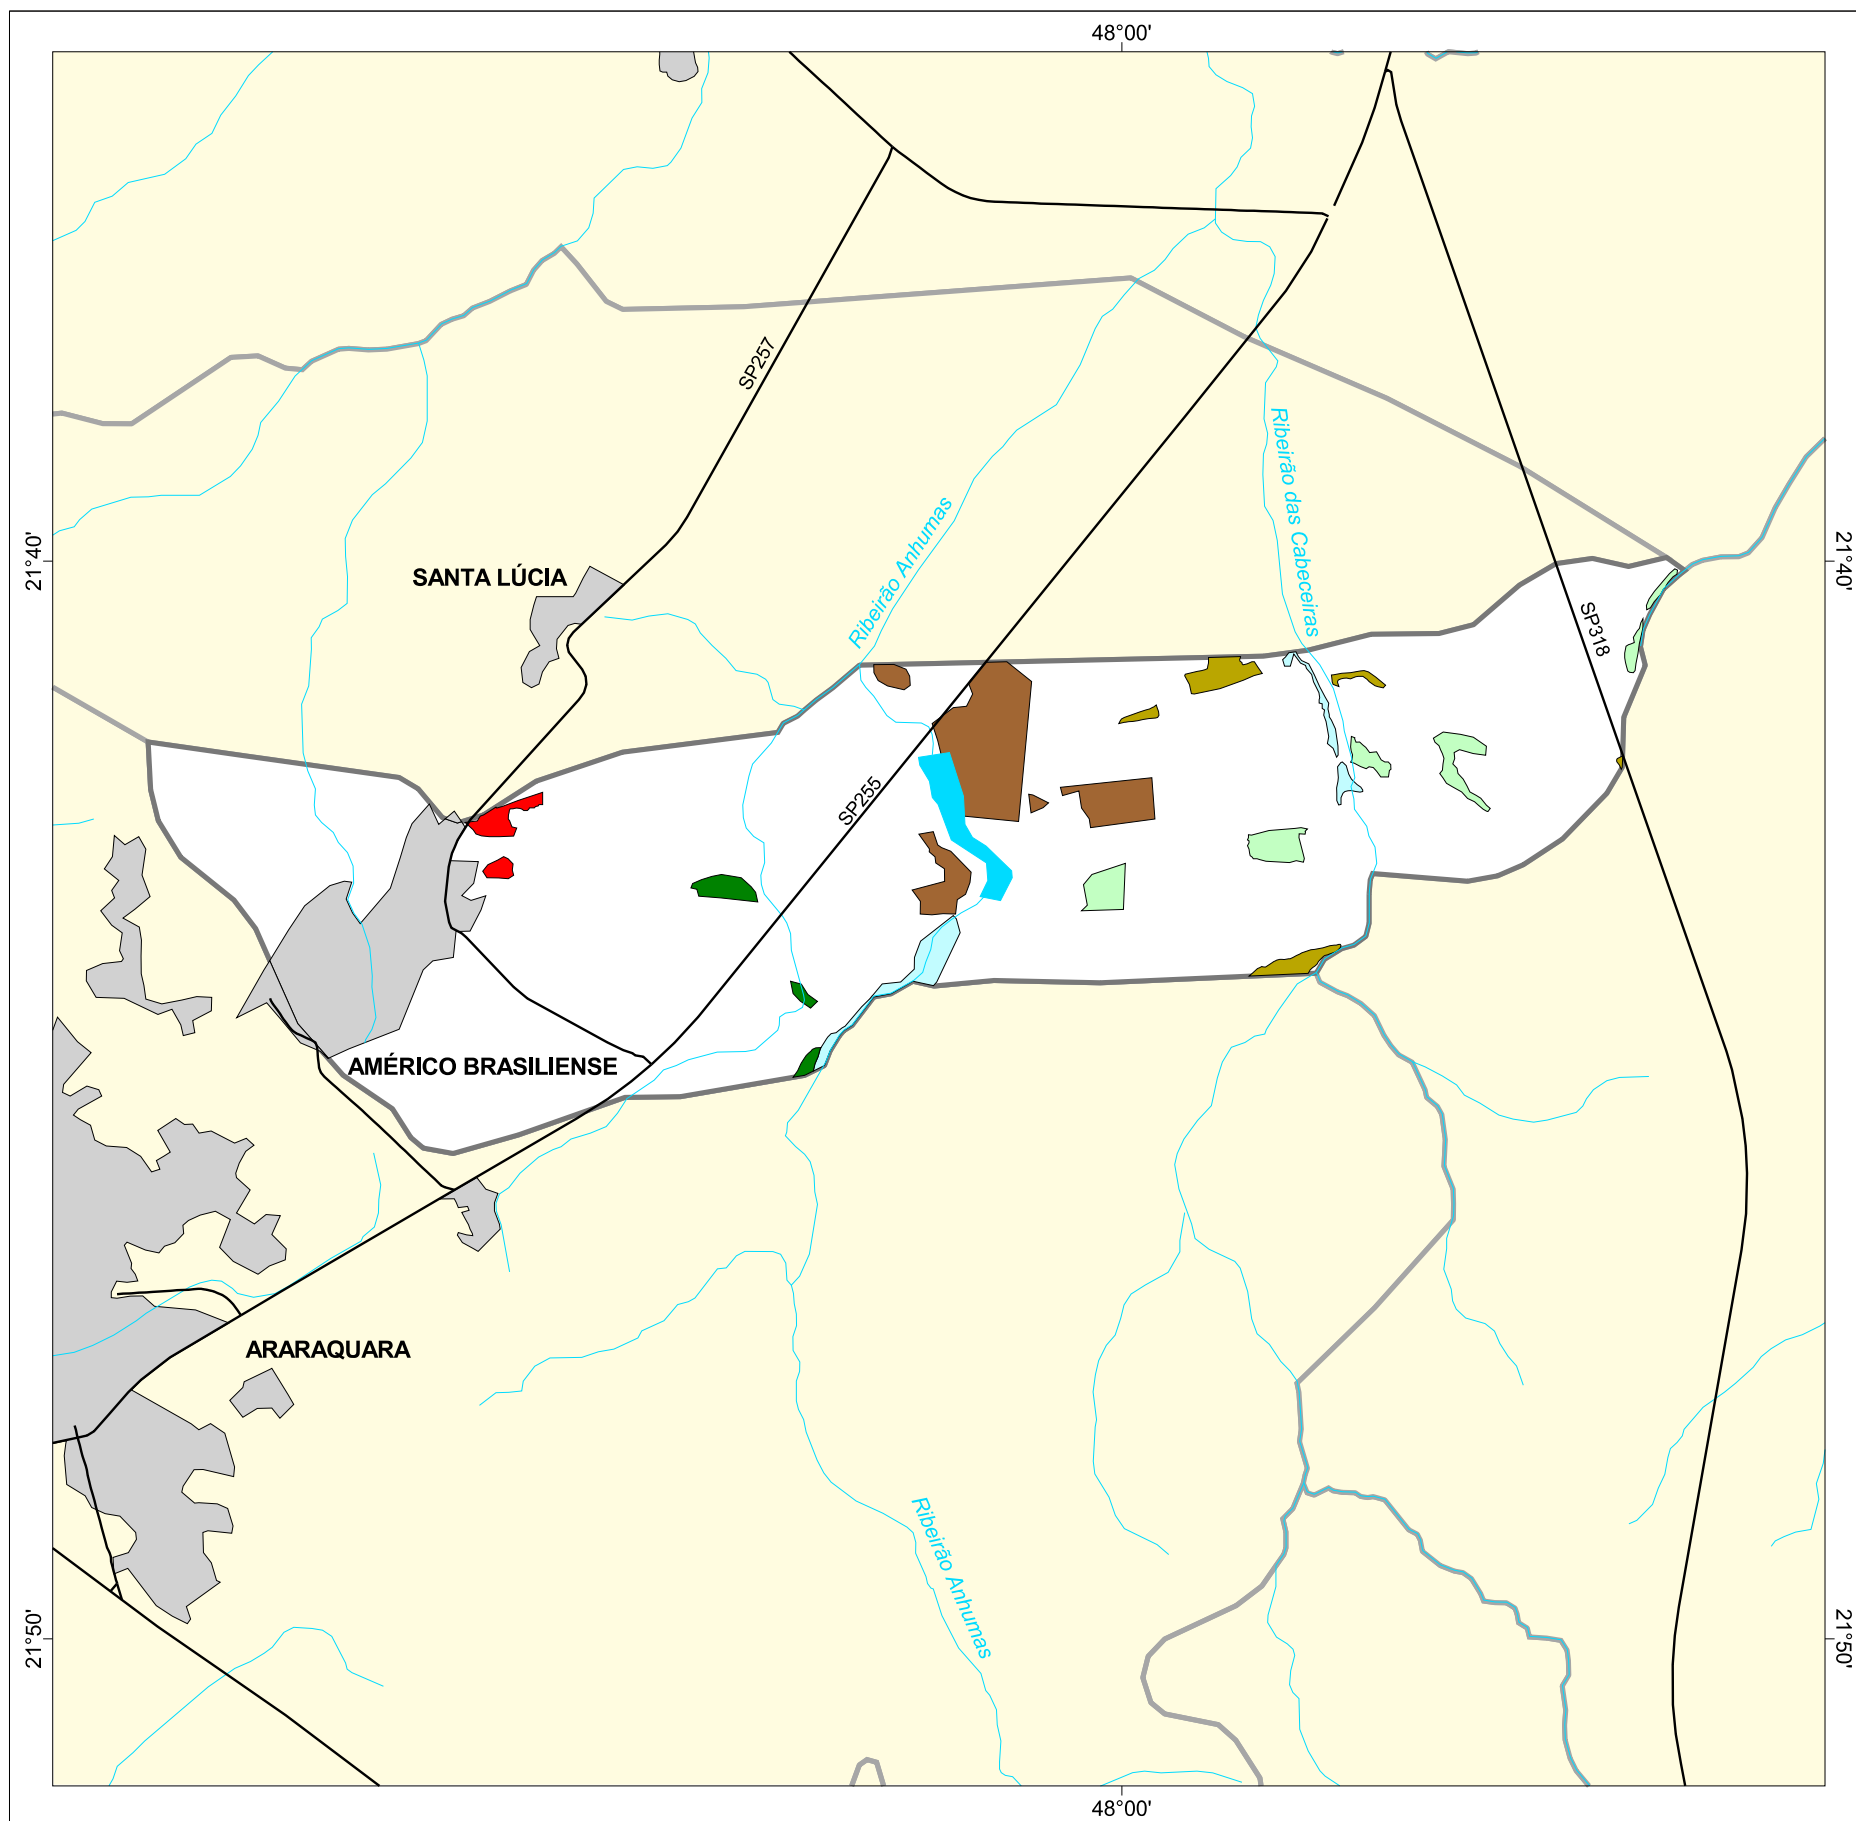 48°00'
SP257
Ribeirão das Cabeceiras
Ribeirão Anhumas
21°40'
21°40'
SANTA LÚCIA
SP318
SP255
AMÉRICO BRASILIENSE
ARARAQUARA
Ribeirão Anhumas
21°50'
21°50'
48°00'